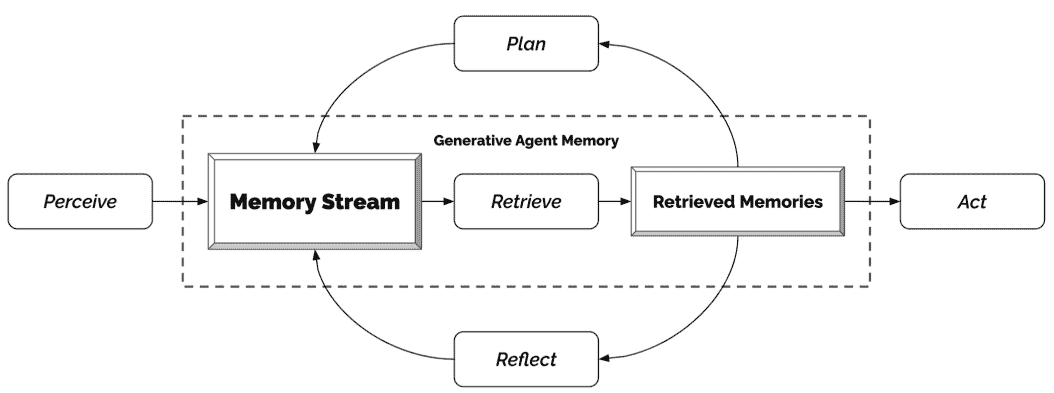 Plan
Generative Agent Memory
Perceive
Memory Stream
Retrieve
Retrieved Memories
Act
Reflect